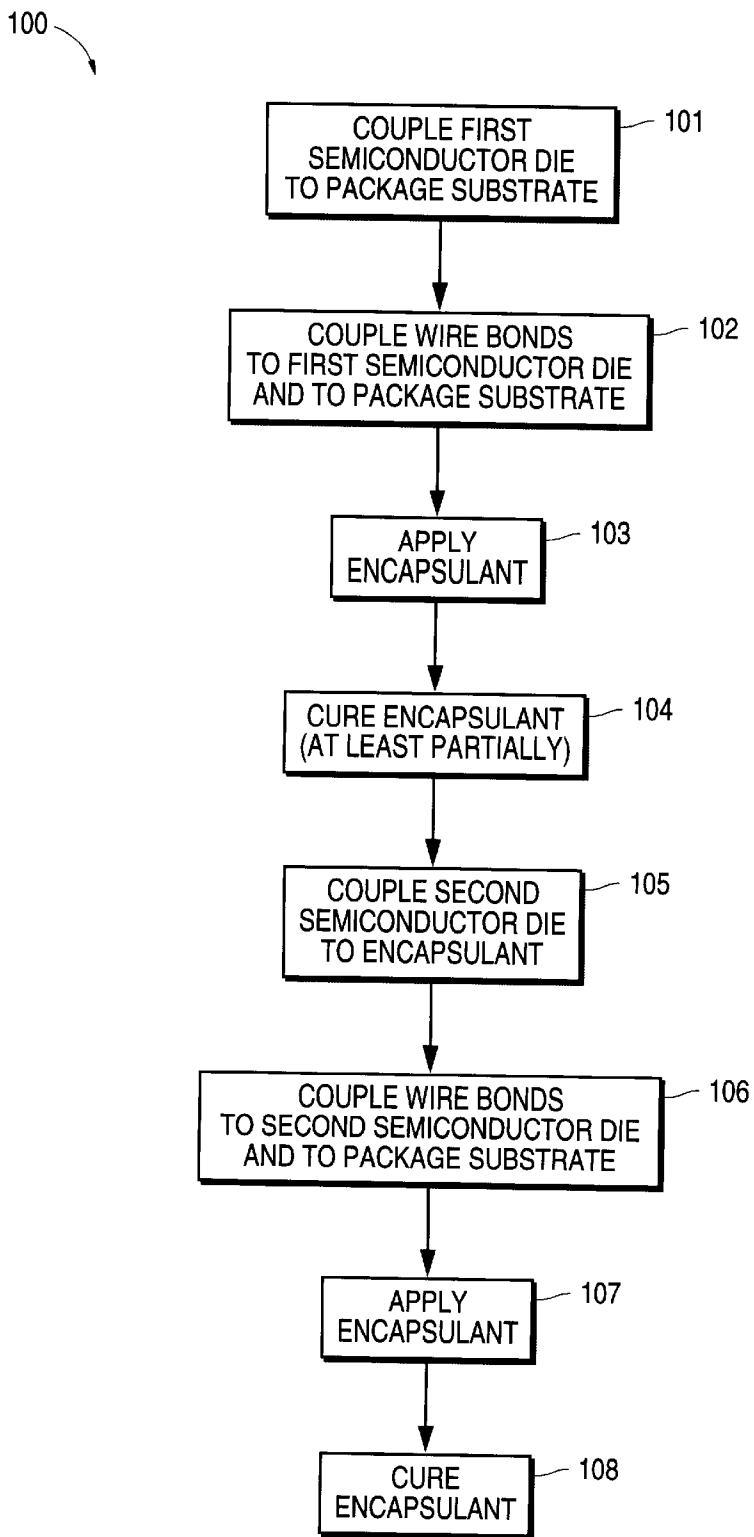 100
COUPLE FIRST
SEMICONDUCTOR DIE
TO PACKAGE SUBSTRATE
101
COUPLE WIRE BONDS
TO FIRST SEMICONDUCTOR DIE
AND TO PACKAGE SUBSTRATE
102
APPLY
ENCAPSULANT
103
CURE ENCAPSULANT
(AT LEAST PARTIALLY)
104
COUPLE SECOND
SEMICONDUCTOR DIE
TO ENCAPSULANT
105
COUPLE WIRE BONDS
TO SECOND SEMICONDUCTOR DIE
AND TO PACKAGE SUBSTRATE
106
APPLY
ENCAPSULANT
107
CURE
ENCAPSULANT
108